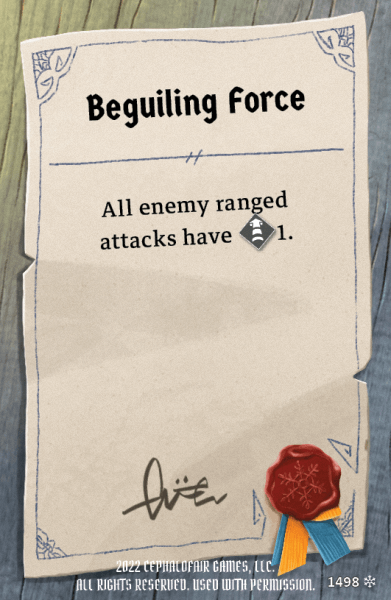 Beguiling Force
All enemy ranged
attacks have 1.
2022 CEPHALOFAIR GAMES, LLC.
ALL RIGHTS RESERVED. USED WITH PERMISSION.
1498